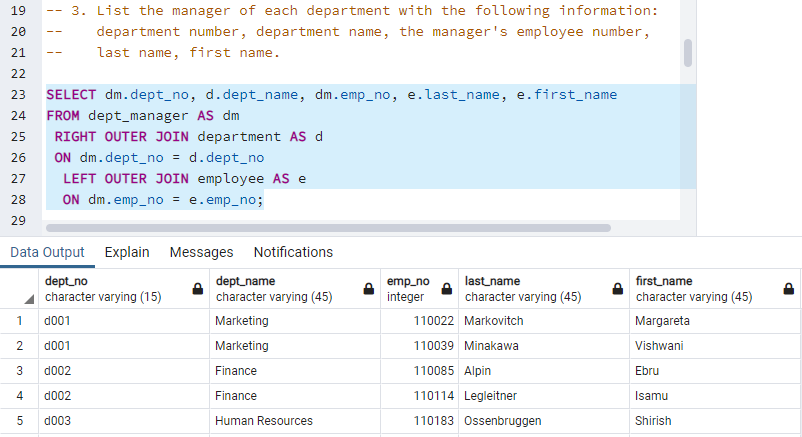 19 -- 3. List the manager of each department with the following information:
20 --    department number, department name, the manager's employee number,
21 --    last name, first name.
22
23 SELECT dm.dept_no, d.dept_name, dm.emp_no, e.last_name, e.first_name
24 FROM dept_manager AS dm
25  RIGHT OUTER JOIN department AS d
26  ON dm.dept_no = d.dept_no
27   LEFT OUTER JOIN employee AS e
28   ON dm.emp_no = e.emp_no;
29
Data Output Explain Messages Notifications
dept_no dept_name emp_no last_name first_name
character varying (15) character varying (45) integer character varying (45) character varying (45)
1 d001 Marketing 110022 Markovitch Margareta
2 d001 Marketing 110039 Minakawa Vishwani
3 d002 Finance 110085 Alpin Ebru
4 d002 Finance 110114 Legleitner Isamu
5 d003 Human Resources 110183 Ossenbruggen Shirish